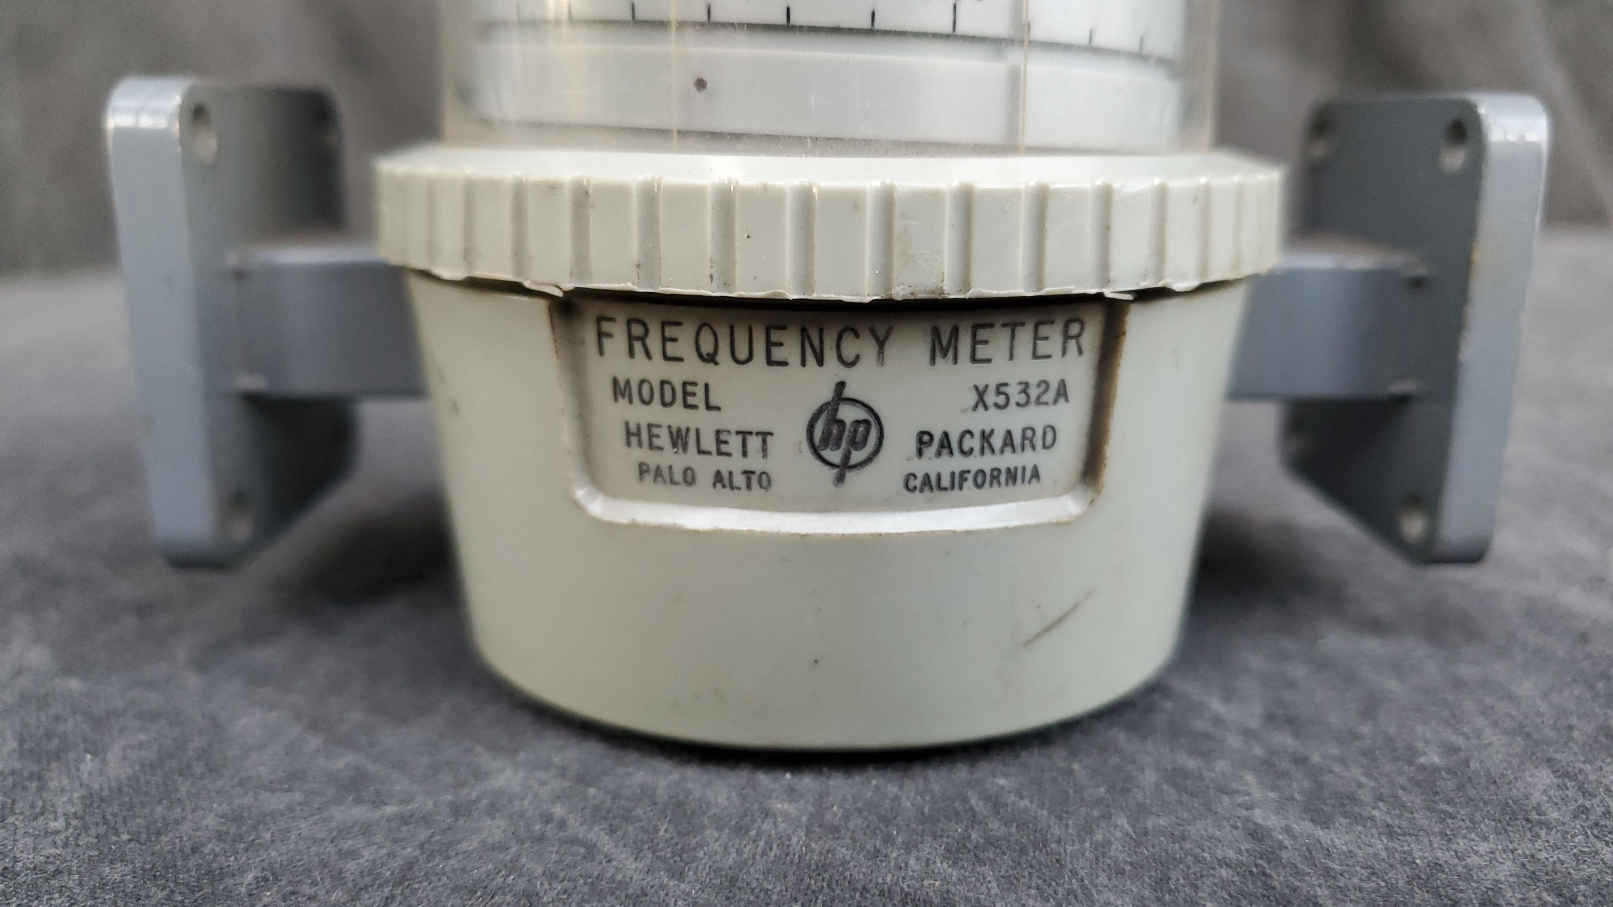 FREQUENCY METER
MODEL X532A
HEWLETT hp PACKARD
PALO ALTO CALIFORNIA